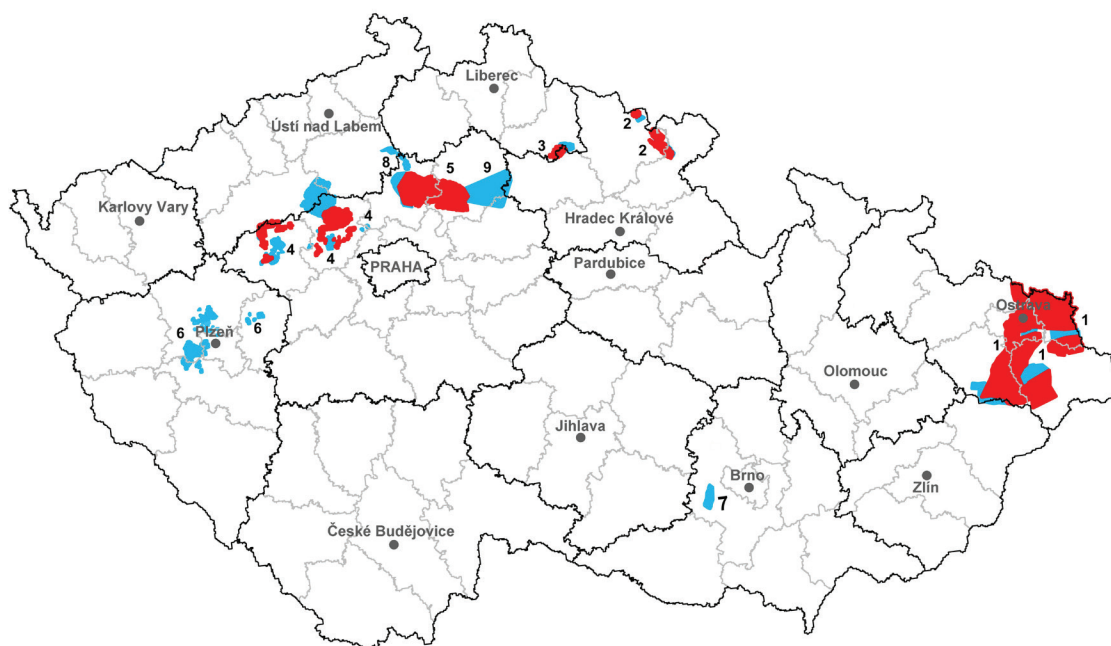 Liberec
2
Ústí nad Labem
3
2
8
5
9
Karlovy Vary
4
Hradec Králové
4
4
PRAHA
Pardubice
Ostrava
1
6
6
Plzeň
1
1
Olomouc
Jihlava
Brno
Zlín
7
České Budějovice